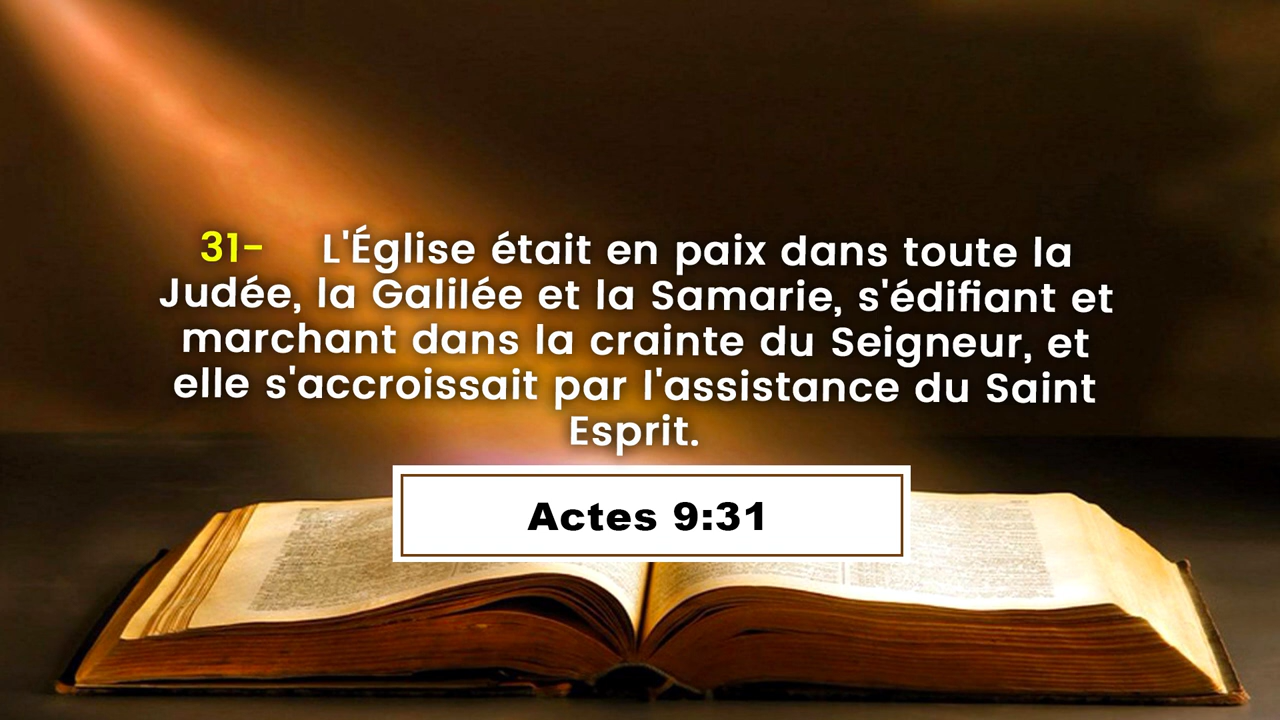 31- L'Église était en paix dans toute la
Judée, la Galilée et la Samarie, s'édifiant et
marchant dans la crainte du Seigneur, et
elle s'accroissait par l'assistance du Saint
Esprit.
Actes 9:31